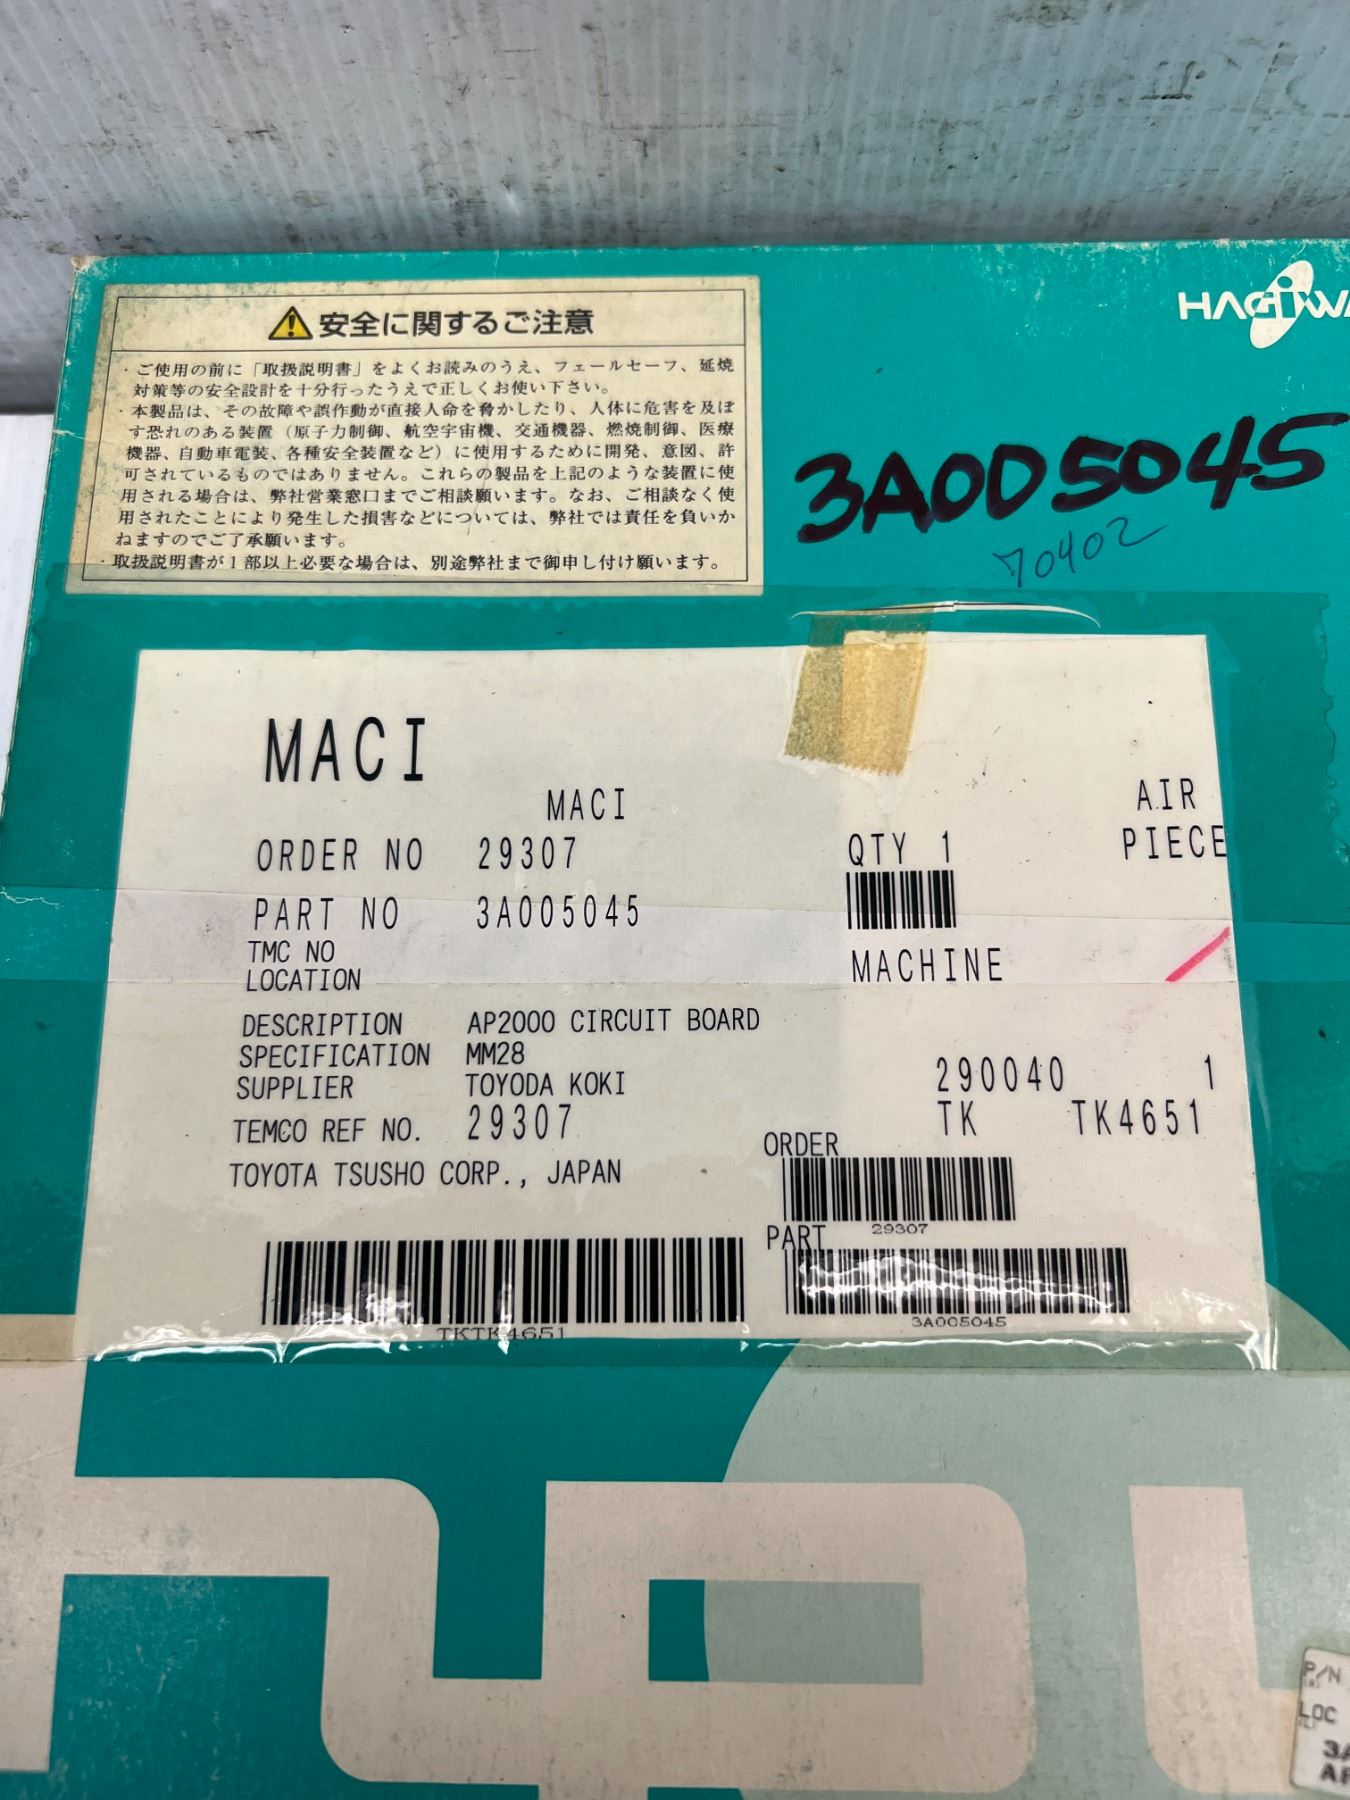 安全に関するご注意
・ご使用の前に「取扱説明書」をよくお読みのうえ、フェールセーフ、延焼
対策等の安全設計を十分行ったうえで正しくお使い下さい。
・本製品は、その故障や誤作動が直接人命を脅かしたり、人体に危害を及ぼ
す恐れのある装置（原子力制御、航空宇宙機、交通機器、燃焼制御、医療
機器、自動車電装、各種安全装置など）に使用するために開発、意図、許
可されているものではありません。これらの製品を上記のような装置に使
用される場合は、弊社営業窓口までご相談願います。なお、ご相談なく使
用されたことにより発生した損害などについては、弊社では責任を負いか
ねますのでご了承願います。
・取扱説明書が1部以上必要な場合は、別途弊社まで御申し付け願います。
HAGIWA
3A005045
70402
MACI
MACI
AIR
ORDER NO 29307 QTY 1 PIECE
PART NO 3A005045
TMC NO
LOCATION
MACHINE
DESCRIPTION AP2000 CIRCUIT BOARD
SPECIFICATION MM28
SUPPLIER TOYODA KOKI
290040 1
TEMCO REF NO. 29307
TK TK4651
TOYOTA TSUSHO CORP., JAPAN
ORDER
29307
PART
3A005045
TKTK4651
P/N
LOC